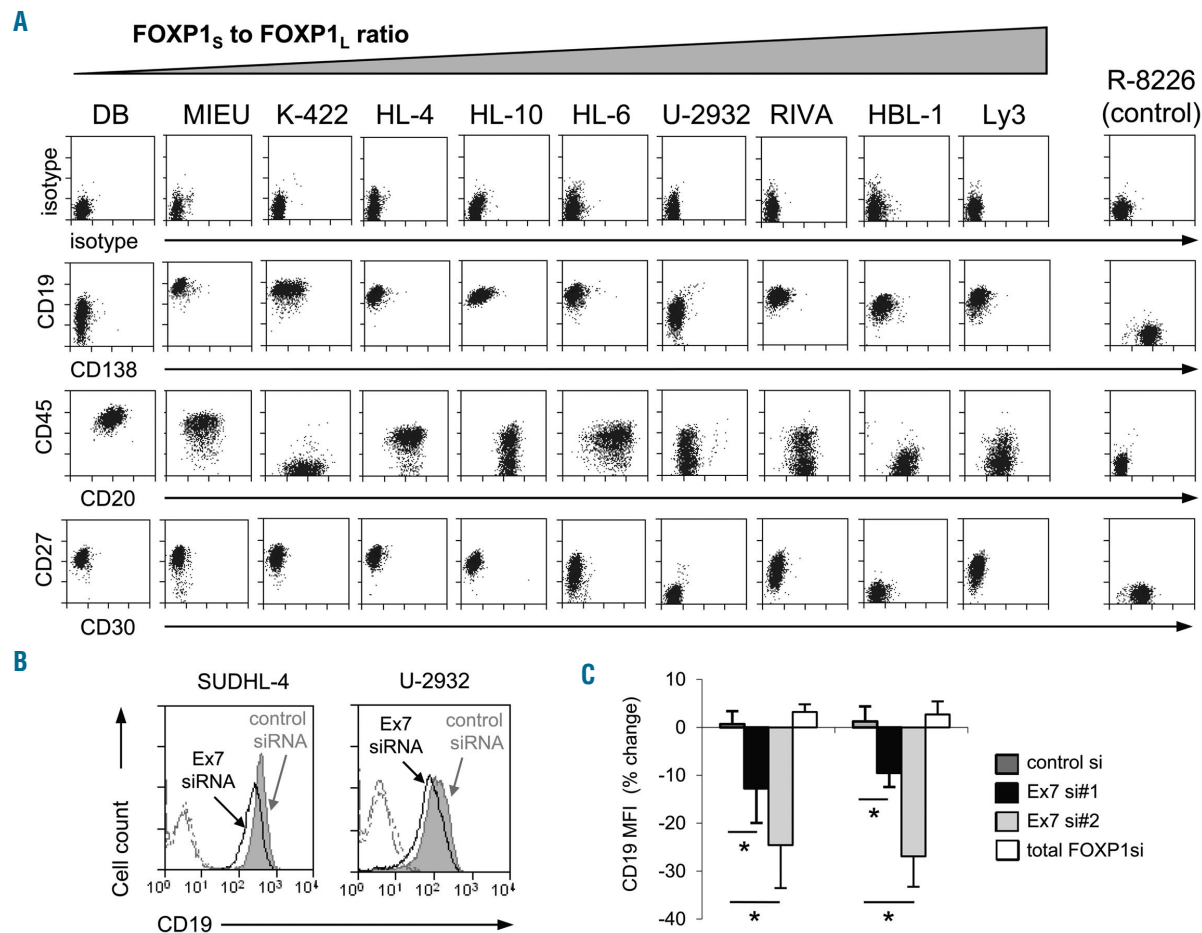 A
FOXP1S to FOXP1L ratio
DB MIEU K-422 HL-4 HL-10 HL-6 U-2932 RIVA HBL-1 Ly3 R-8226 (control)
isotype
isotype
CD19
CD138
CD45
CD20
CD27
CD30
B
SUDHL-4 U-2932
Cell count
Ex7 siRNA control siRNA
Ex7 siRNA control siRNA
10⁰ 10¹ 10² 10³ 10⁴ 10⁰ 10¹ 10² 10³ 10⁴
CD19
C
CD19 MFI (% change)
10
0
-10
-20
-30
-40
*
*
*
*
control si
Ex7 si#1
Ex7 si#2
total FOXP1si